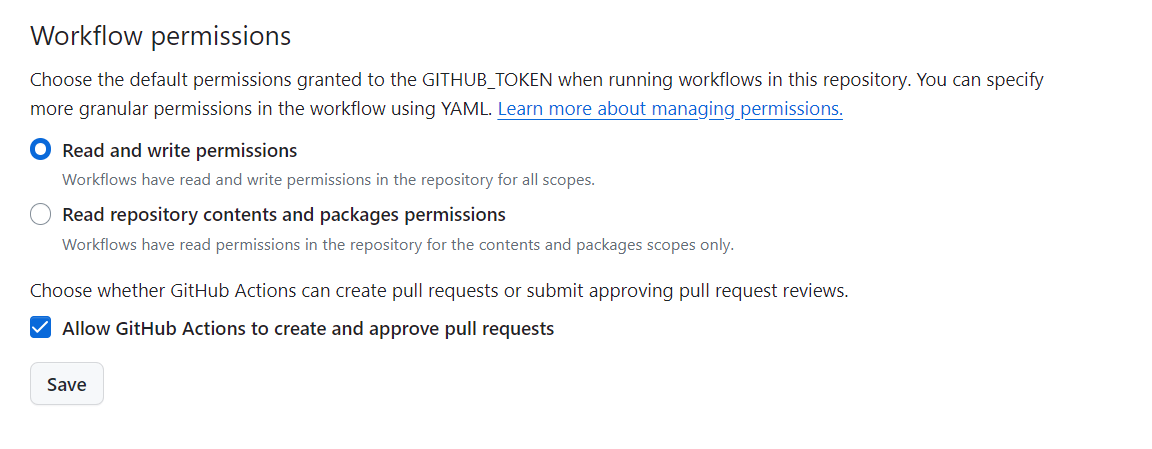 Workflow permissions
Choose the default permissions granted to the GITHUB_TOKEN when running workflows in this repository. You can specify
more granular permissions in the workflow using YAML. Learn more about managing permissions.
Read and write permissions
Workflows have read and write permissions in the repository for all scopes.
Read repository contents and packages permissions
Workflows have read permissions in the repository for the contents and packages scopes only.
Choose whether GitHub Actions can create pull requests or submit approving pull request reviews.
Allow GitHub Actions to create and approve pull requests
Save